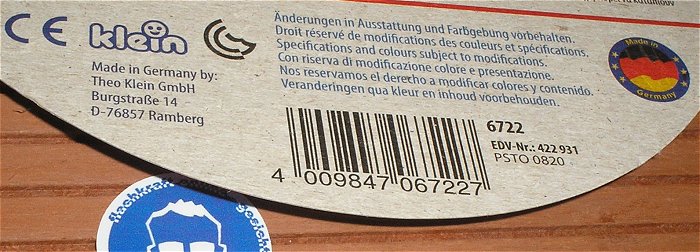 CE klein
Made in Germany by:
Theo Klein GmbH
Burgstraße 14
D-76857 Ramberg
Änderungen in Ausstattung und Farbgebung vorbehalten.
Droit réservé de modifications des couleurs et spécifications.
Specifications and colours subject to modifications.
Con riserva di modificazione colore e presentazione.
Nos reservamos el derecho a modificar colores y contenido.
Veranderingen qua kleur en inhoud voorbehouden.
Made in
Germany
6722
EDV-Nr.: 422 931
PSTO 0820
4 009847 067227